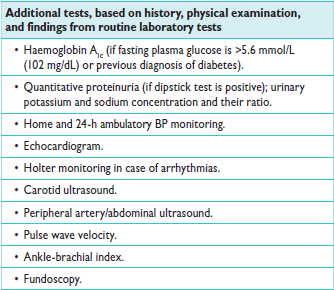 Additional tests, based on history, physical examination,
and findings from routine laboratory tests
• Haemoglobin A1c (if fasting plasma glucose is >5.6 mmol/L
(102 mg/dL) or previous diagnosis of diabetes).
• Quantitative proteinuria (if dipstick test is positive); urinary
potassium and sodium concentration and their ratio.
• Home and 24-h ambulatory BP monitoring.
• Echocardiogram.
• Holter monitoring in case of arrhythmias.
• Carotid ultrasound.
• Peripheral artery/abdominal ultrasound.
• Pulse wave velocity.
• Ankle-brachial index.
• Fundoscopy.